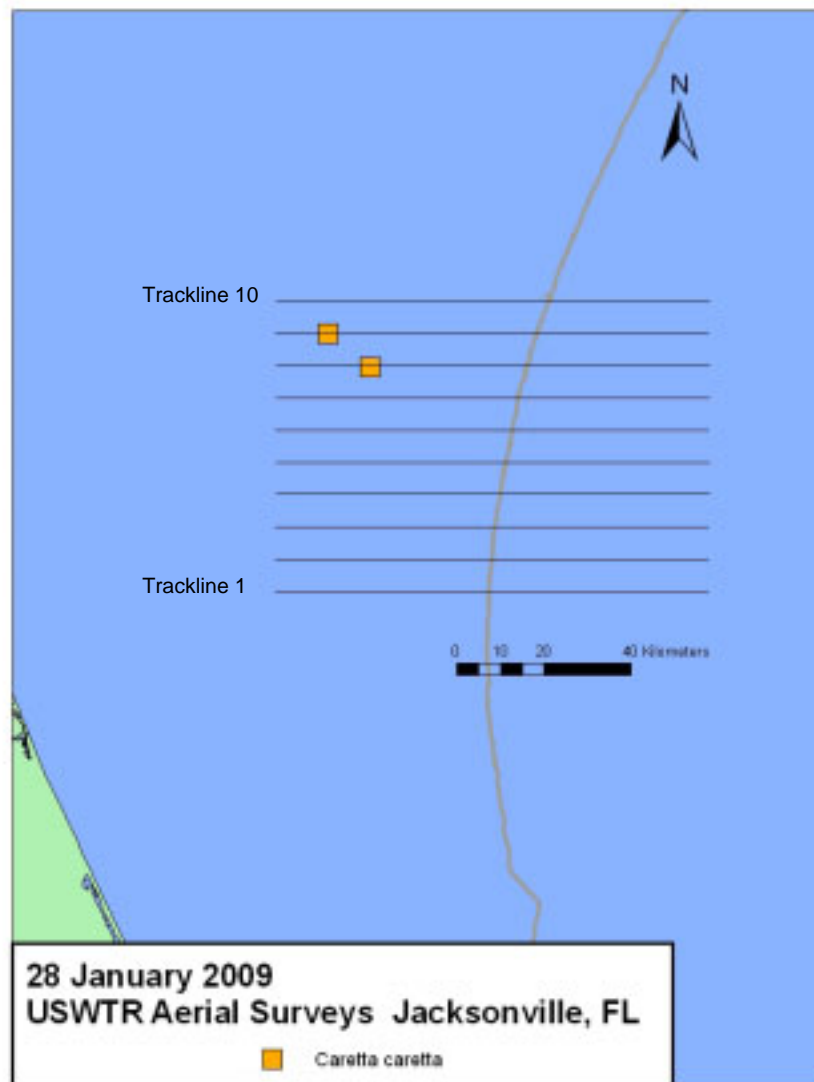 N
Trackline 10
Trackline 1
0 10 20 40 Kilometers
28 January 2009
USWTR Aerial Surveys Jacksonville, FL
Caretta caretta